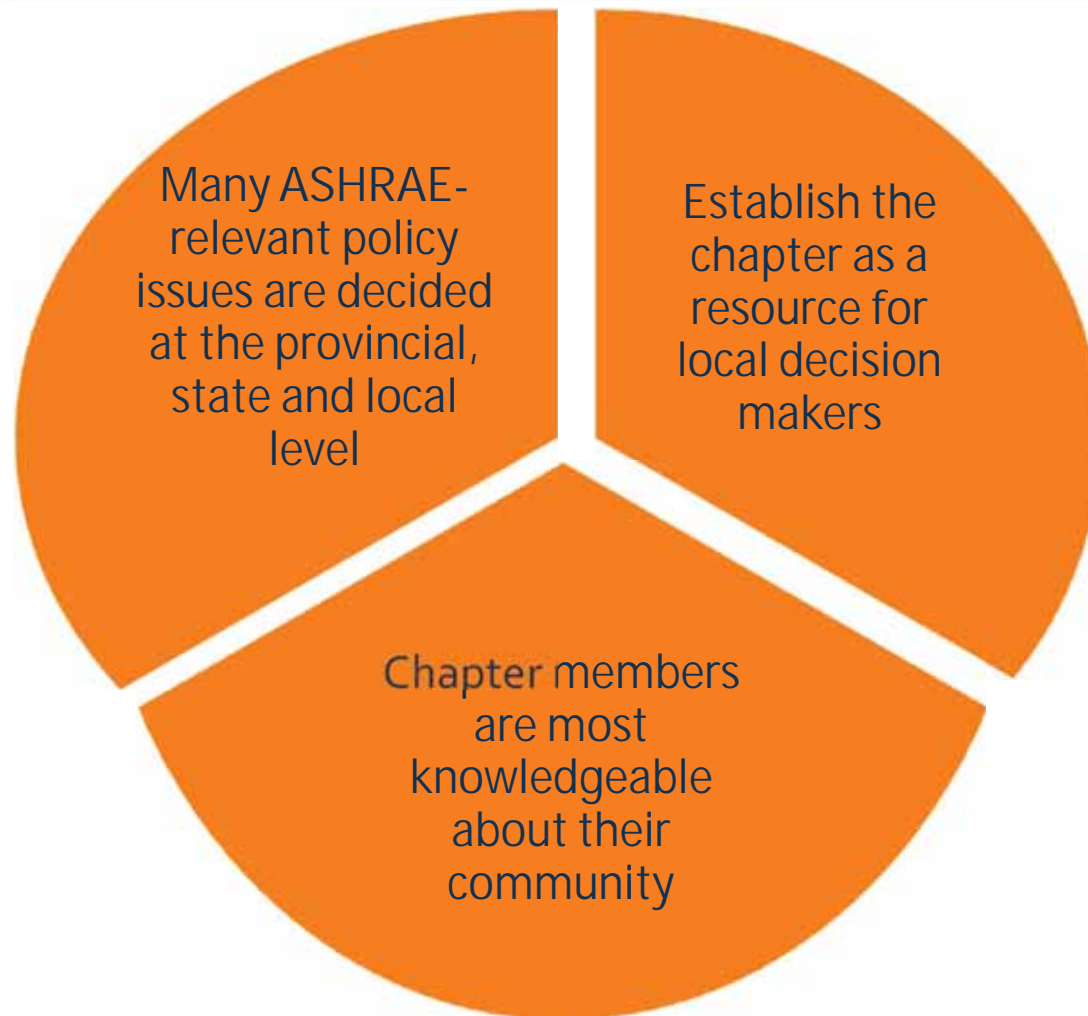 Many ASHRAE-
relevant policy
issues are decided
at the provincial,
state and local
level
Establish the
chapter as a
resource for
local decision
makers
Chapter members
are most
knowledgeable
about their
community